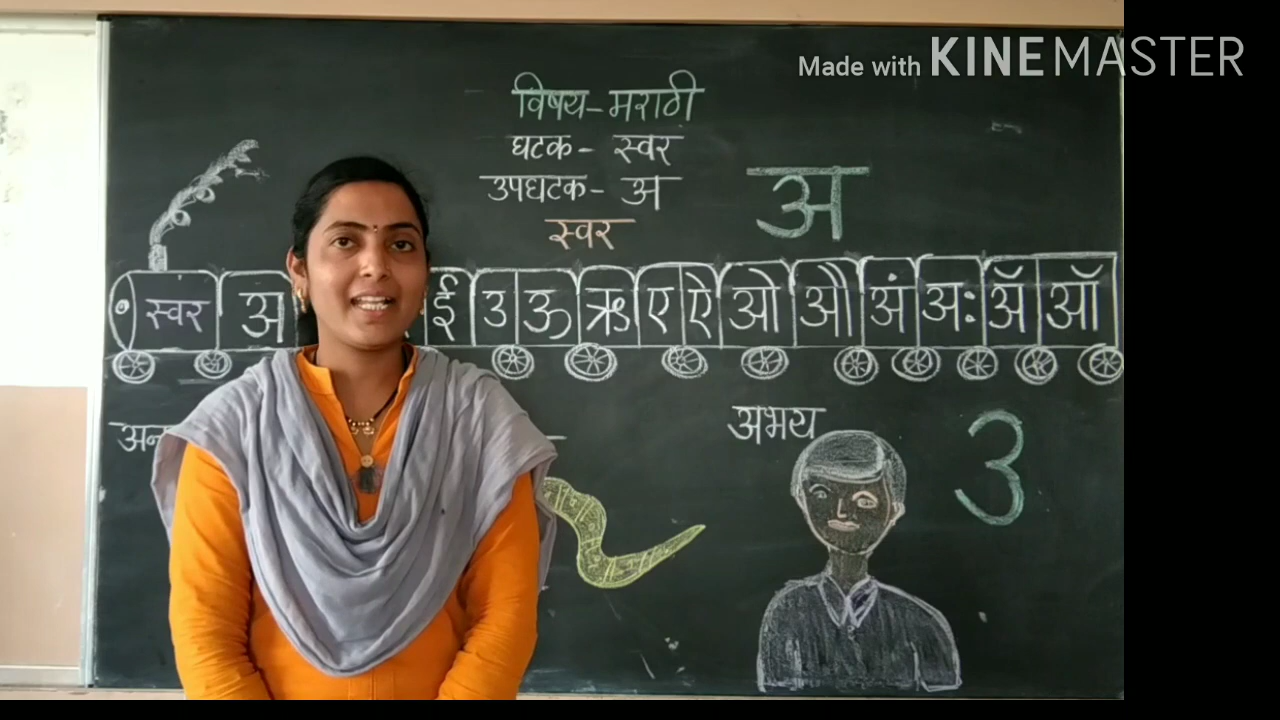 Made with KINEMASTER
विषय - मराठी
घटक - स्वर
उपघटक - अ
अ
स्वर
स्वर अ ई उ ऊ ऋ ए ऐ ओ औ अं अः ॲ ऑ
अभय
3